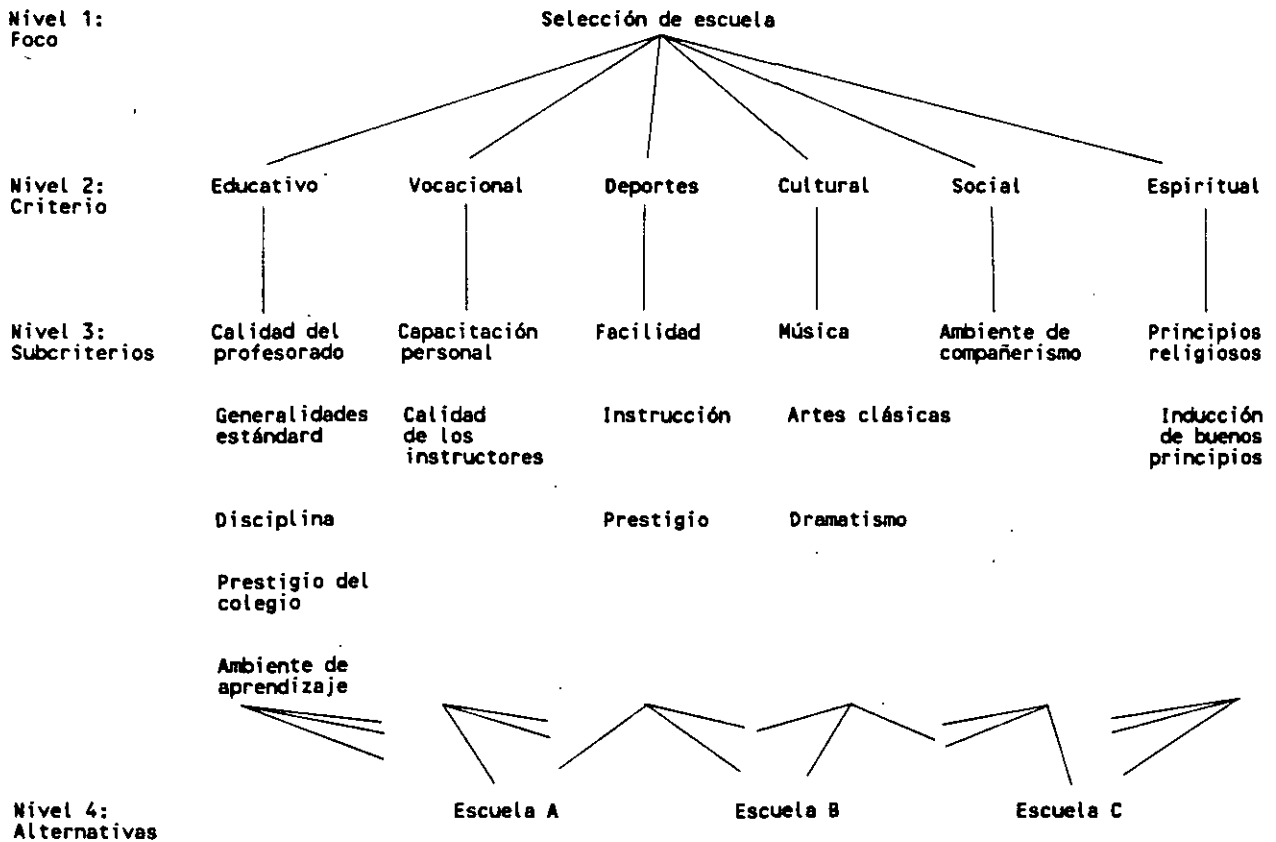 Nivel 1: Selección de escuela
Foco
Nivel 2: Educativo Vocacional Deportes Cultural Social Espiritual
Criterio
Nivel 3: Calidad del Capacitación Facilidad Música Ambiente de Principios
Subcriterios profesorado personal compañerismo religiosos
Generalidades Calidad Instrucción Artes clásicas Inducción
estándard de los de buenos
instructores principios
Disciplina Prestigio Dramatismo
Prestigio del
colegio
Ambiente de
aprendizaje
Nivel 4: Escuela A Escuela B Escuela C
Alternativas